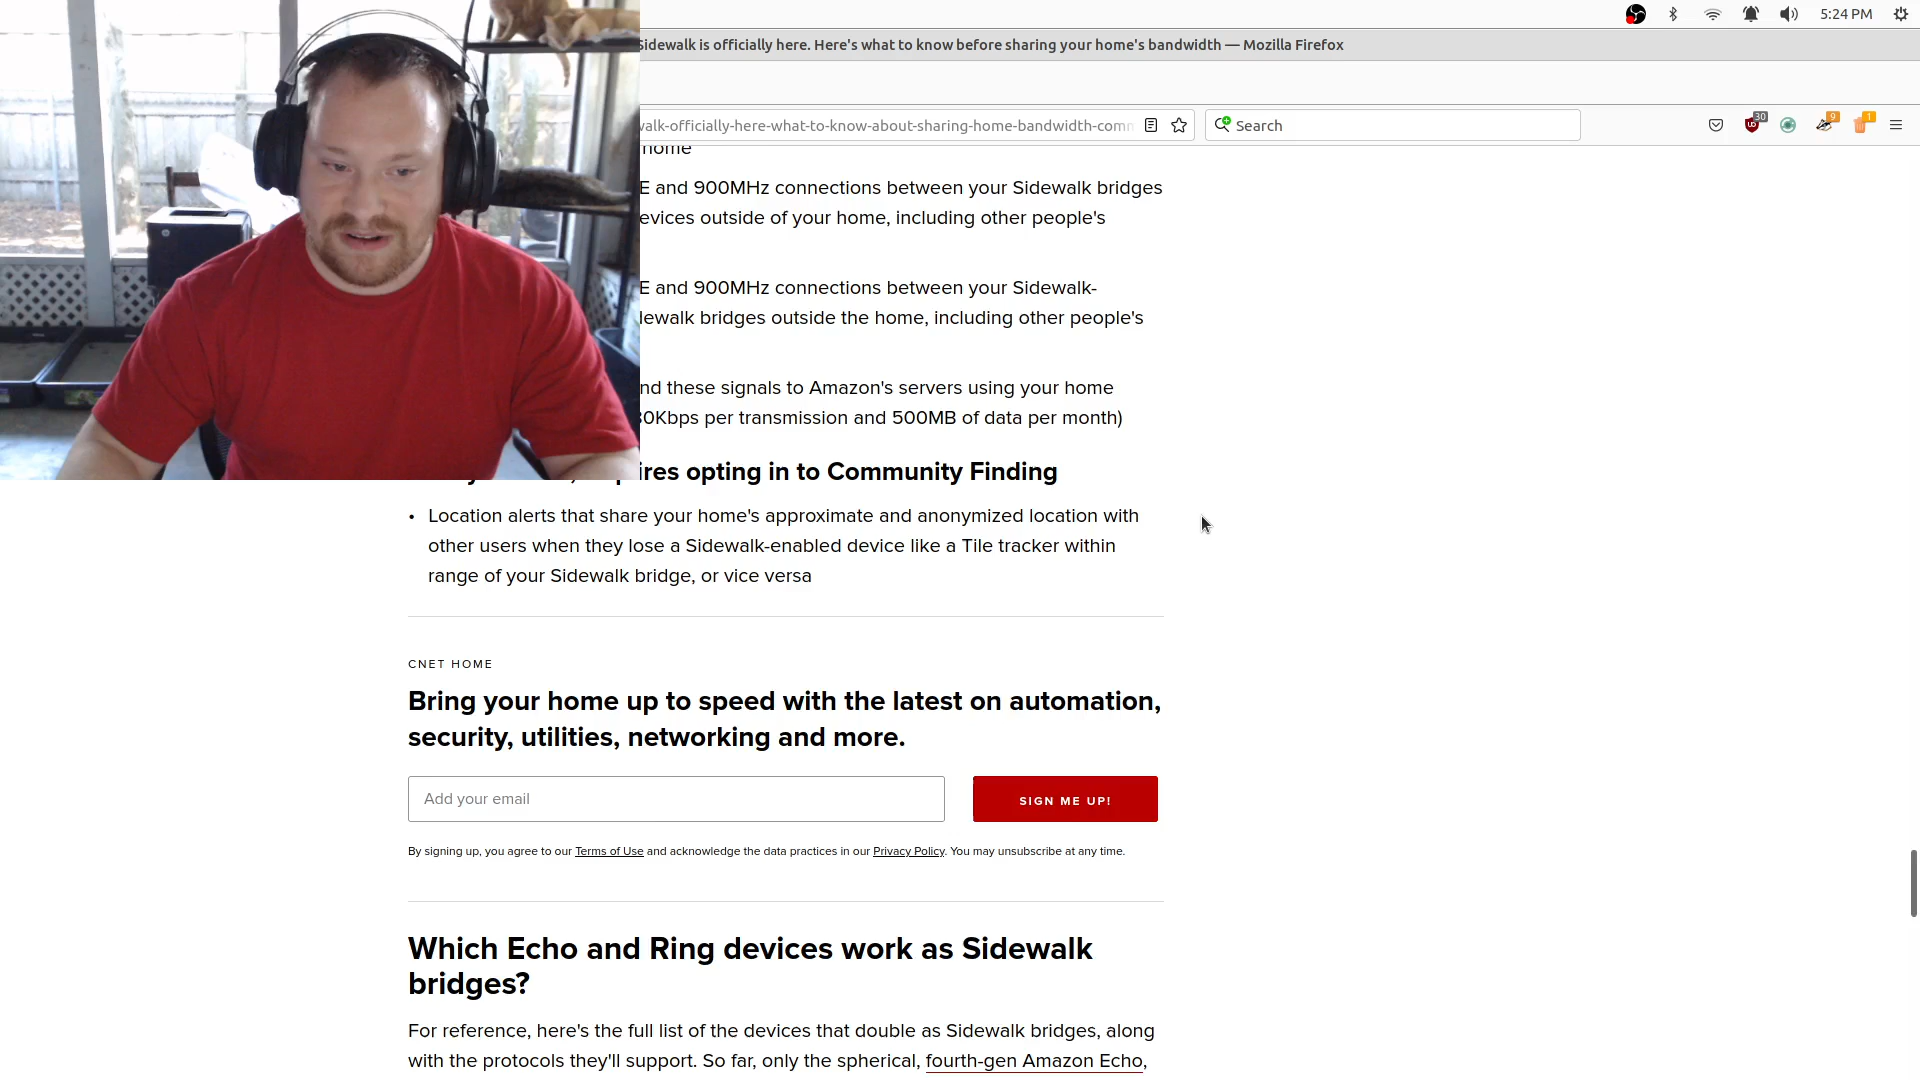 5:24 PM
Sidewalk is officially here. Here's what to know before sharing your home's bandwidth — Mozilla Firefox
walk-officially-here-what-to-know-about-sharing-home-bandwidth-comm
Search
30
9
1
home
E and 900MHz connections between your Sidewalk bridges
evices outside of your home, including other people's
E and 900MHz connections between your Sidewalk-
lewalk bridges outside the home, including other people's
nd these signals to Amazon's servers using your home
80Kbps per transmission and 500MB of data per month)
ires opting in to Community Finding
• Location alerts that share your home's approximate and anonymized location with
other users when they lose a Sidewalk-enabled device like a Tile tracker within
range of your Sidewalk bridge, or vice versa
CNET HOME
Bring your home up to speed with the latest on automation,
security, utilities, networking and more.
Add your email
SIGN ME UP!
By signing up, you agree to our Terms of Use and acknowledge the data practices in our Privacy Policy. You may unsubscribe at any time.
Which Echo and Ring devices work as Sidewalk
bridges?
For reference, here's the full list of the devices that double as Sidewalk bridges, along
with the protocols they'll support. So far, only the spherical, fourth-gen Amazon Echo,